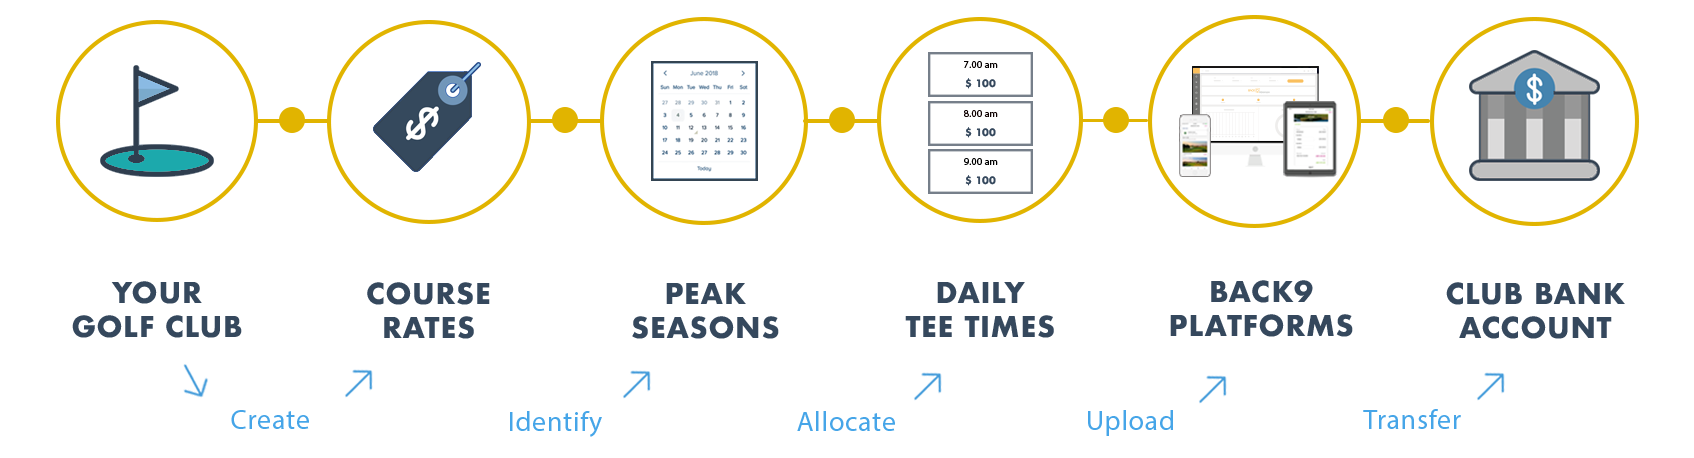 June 2018
Sun Mon Tue Wed Thu Fri Sat
27 28 29 30 31 1 2
3 4 5 6 7 8 9
10 11 12 13 14 15 16
17 18 19 20 21 22 23
24 25 26 27 28 29 30
Today
7.00 am
$ 100
8.00 am
$ 100
9.00 am
$ 100
YOUR
GOLF CLUB
COURSE
RATES
PEAK
SEASONS
DAILY
TEE TIMES
BACK9
PLATFORMS
CLUB BANK
ACCOUNT
Create
Identify
Allocate
Upload
Transfer